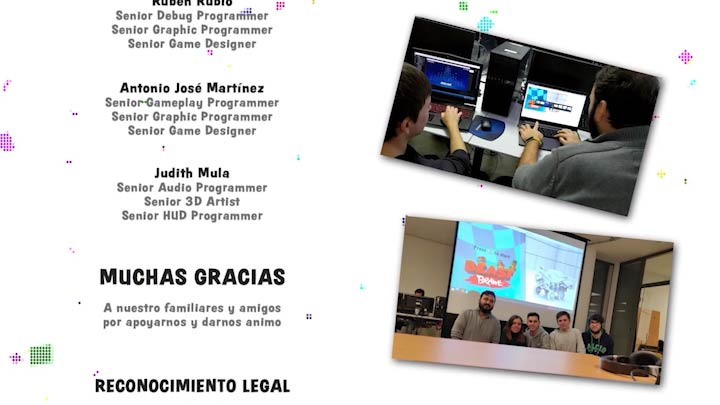 Rubén Rubio
Senior Debug Programmer
Senior Graphic Programmer
Senior Game Designer
Antonio José Martínez
Senior Gameplay Programmer
Senior Graphic Programmer
Senior Game Designer
Judith Mula
Senior Audio Programmer
Senior 3D Artist
Senior HUD Programmer
MUCHAS GRACIAS
A nuestro familiares y amigos
por apoyarnos y darnos animo
RECONOCIMIENTO LEGAL